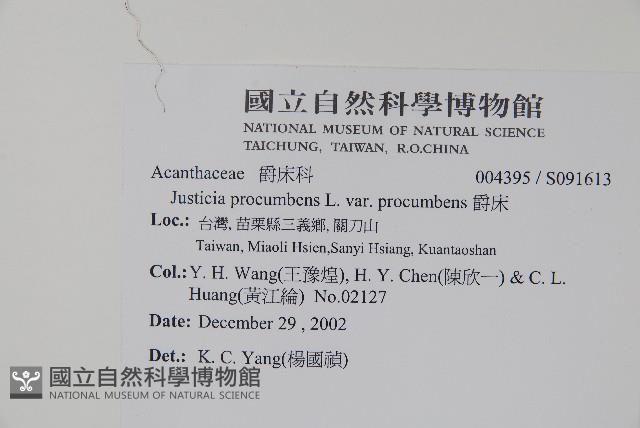 國立自然科學博物館
NATIONAL MUSEUM OF NATURAL SCIENCE
TAICHUNG, TAIWAN, R.O.CHINA
Acanthaceae 爵床科 004395 / S091613
Justicia procumbens L. var. procumbens 爵床
Loc.: 台灣, 苗栗縣三義鄉, 關刀山
Taiwan, Miaoli Hsien,Sanyi Hsiang, Kuantaoshan
Col.: Y. H. Wang(王豫煌), H. Y. Chen(陳欣一) & C. L.
Huang(黃江綸) No.02127
Date: December 29 , 2002
Det.: K. C. Yang(楊國禎)
國立自然科學博物館
NATIONAL MUSEUM OF NATURAL SCIENCE